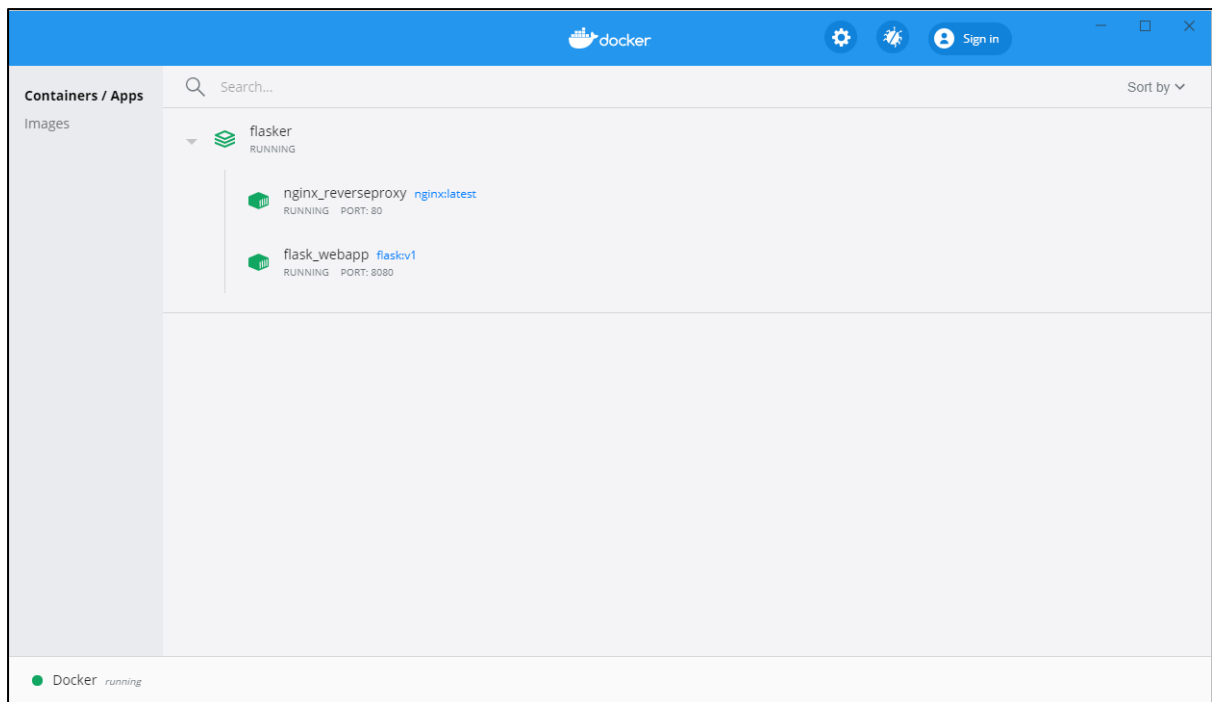 docker
Sign in
Containers / Apps
Images
Search...
Sort by
flasker
RUNNING
nginx_reverseproxy nginx:latest
RUNNING PORT: 80
flask_webapp flask:v1
RUNNING PORT: 8080
Docker running